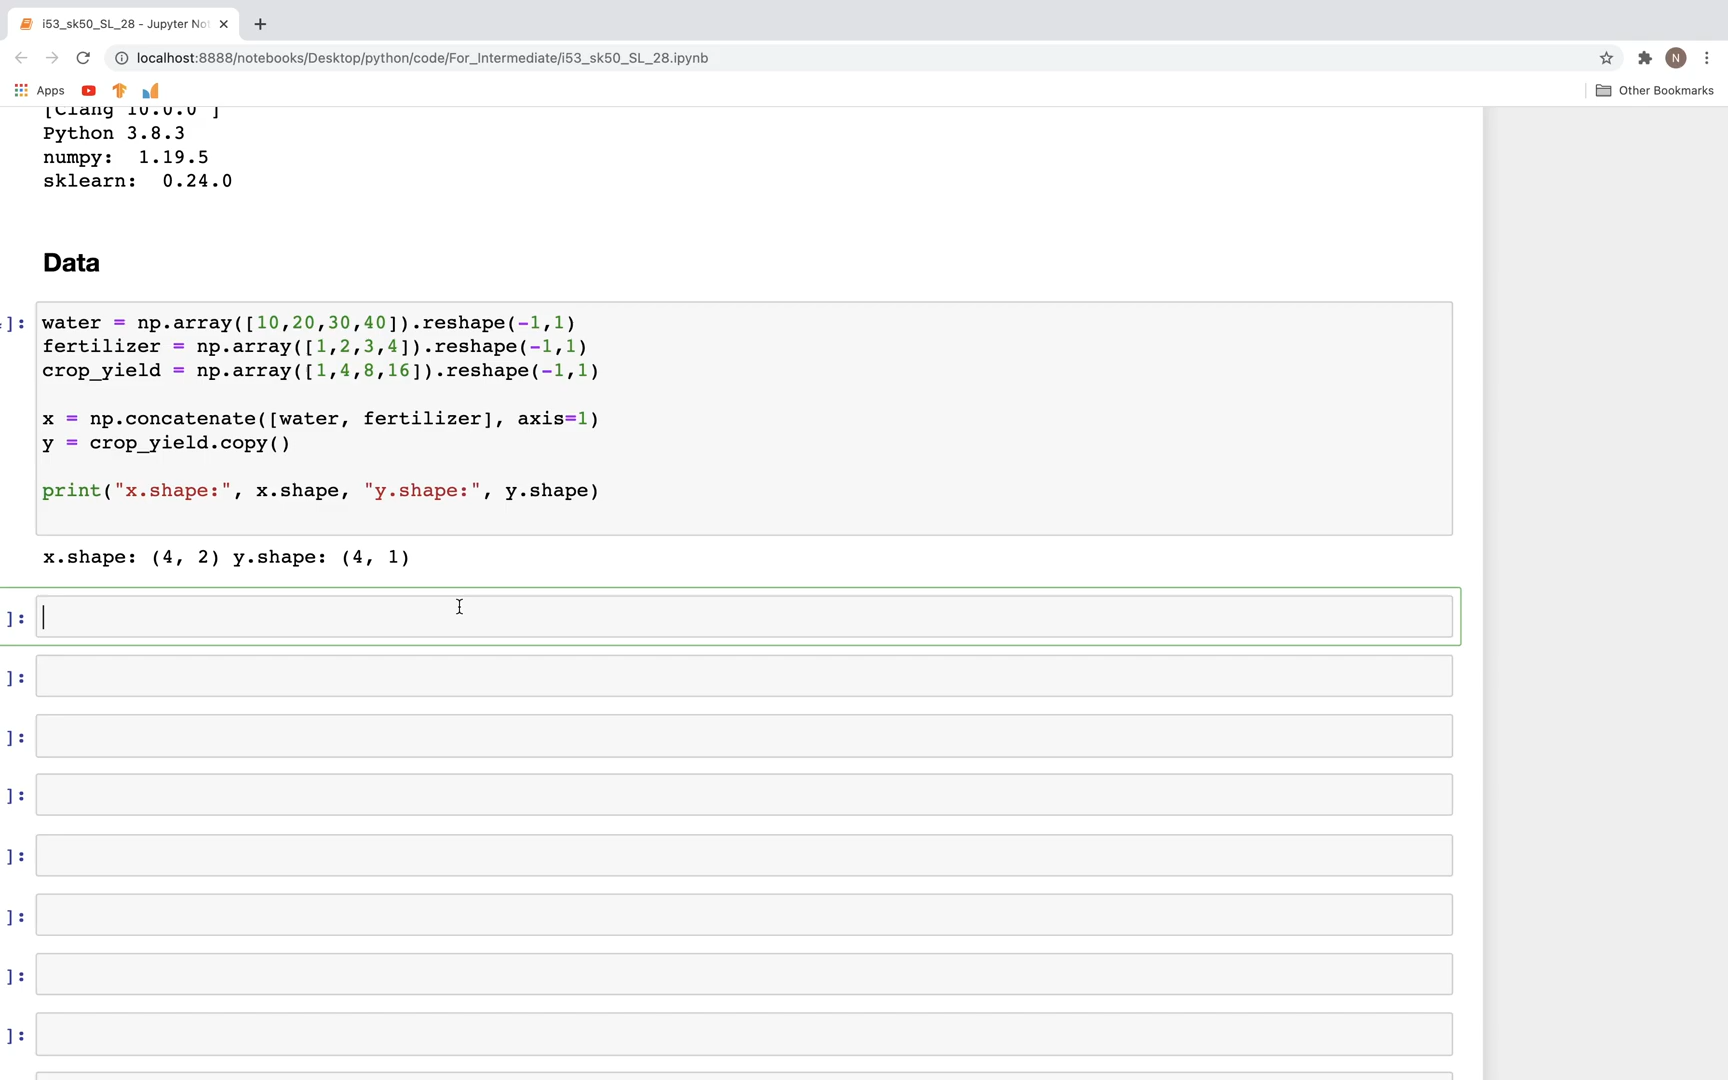 i53_sk50_SL_28 - Jupyter No
localhost:8888/notebooks/Desktop/python/code/For_Intermediate/i53_sk50_SL_28.ipynb
N
Apps
Other Bookmarks
[Clang 10.0.0 ]
Python 3.8.3
numpy:  1.19.5
sklearn:  0.24.0
Data
]:
water = np.array([10,20,30,40]).reshape(-1,1)
fertilizer = np.array([1,2,3,4]).reshape(-1,1)
crop_yield = np.array([1,4,8,16]).reshape(-1,1)
x = np.concatenate([water, fertilizer], axis=1)
y = crop_yield.copy()
print("x.shape:", x.shape, "y.shape:", y.shape)
x.shape: (4, 2) y.shape: (4, 1)
]:
]:
]:
]:
]:
]:
]:
]: